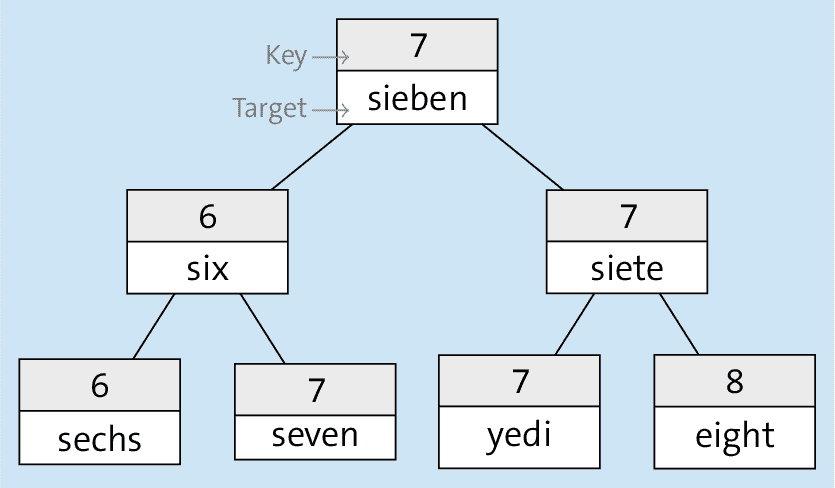 Key
7
Target
sieben
6
six
7
siete
6
sechs
7
seven
7
yedi
8
eight